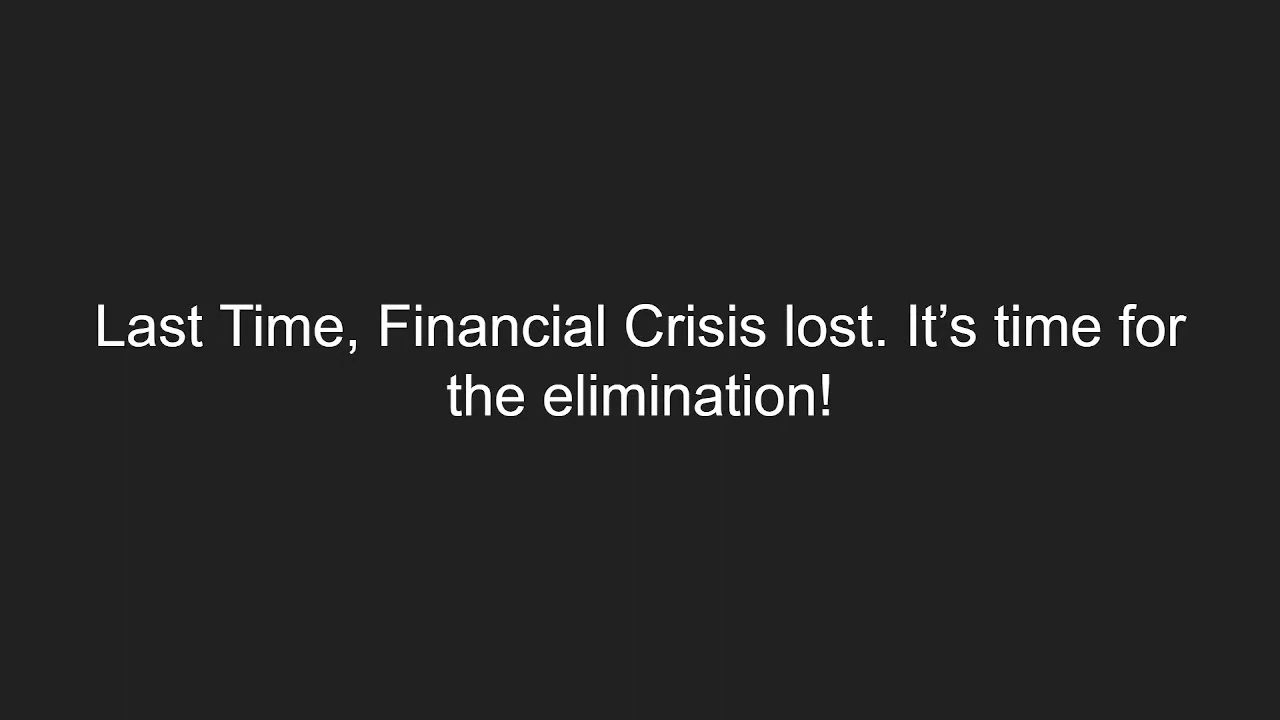 Last Time, Financial Crisis lost. It’s time for
the elimination!